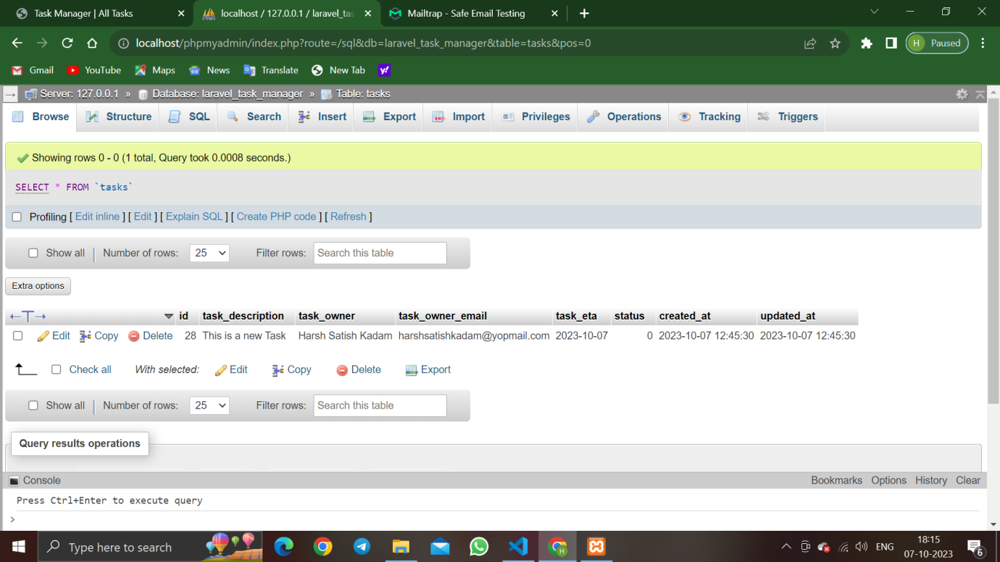 Task Manager | All Tasks
localhost / 127.0.0.1 / laravel_tas
Mailtrap - Safe Email Testing
localhost/phpmyadmin/index.php?route=/sql&db=laravel_task_manager&table=tasks&pos=0
H Paused
Gmail YouTube Maps News Translate New Tab y!
Server: 127.0.0.1 » Database: laravel_task_manager » Table: tasks
Browse Structure SQL Search Insert Export Import Privileges Operations Tracking Triggers
Showing rows 0 - 0 (1 total, Query took 0.0008 seconds.)
SELECT * FROM `tasks`
Profiling [ Edit inline ] [ Edit ] [ Explain SQL ] [ Create PHP code ] [ Refresh ]
Show all | Number of rows: 25 Filter rows: Search this table
Extra options
id task_description task_owner task_owner_email task_eta status created_at updated_at
Edit Copy Delete 28 This is a new Task Harsh Satish Kadam harshsatishkadam@yopmail.com 2023-10-07 0 2023-10-07 12:45:30 2023-10-07 12:45:30
Check all With selected: Edit Copy Delete Export
Show all | Number of rows: 25 Filter rows: Search this table
Query results operations
Console Bookmarks Options History Clear
Press Ctrl+Enter to execute query
>
Type here to search
ENG
18:15
07-10-2023
6